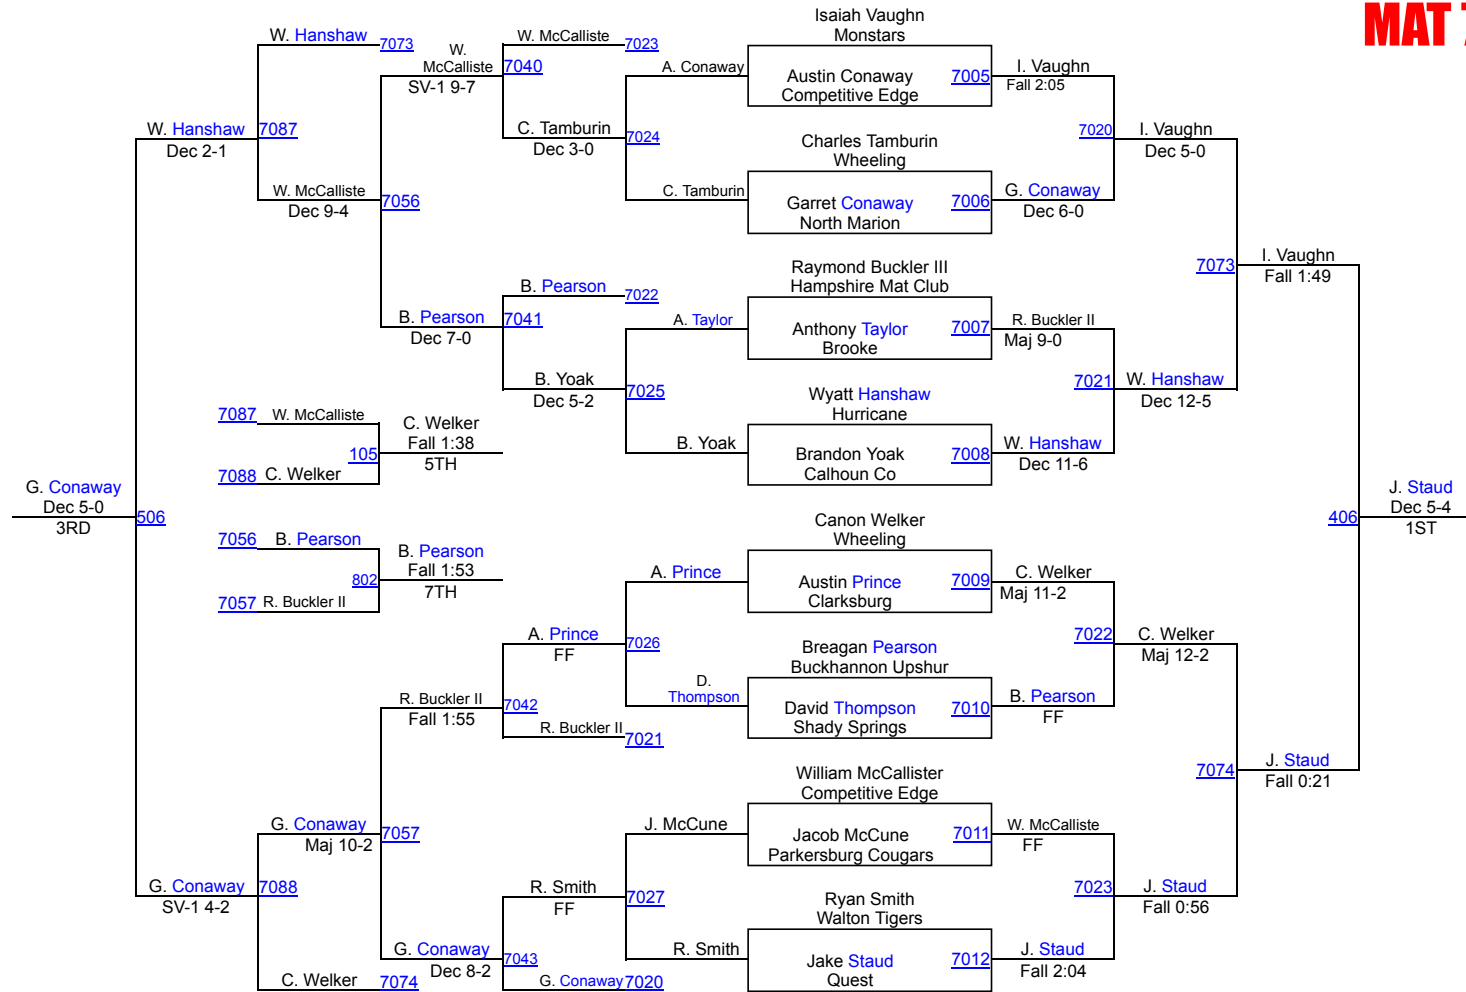 MAT 7
Isaiah Vaughn
Monstars
W. Hanshaw
7073
W.
McCalliste
SV-1 9-7
W. McCalliste
7023
7040
A. Conaway
Austin Conaway
Competitive Edge
7005
I. Vaughn
Fall 2:05
W. Hanshaw
7087
Dec 2-1
C. Tamburin
Dec 3-0
7024
Charles Tamburin
Wheeling
7020
I. Vaughn
Dec 5-0
W. McCalliste
Dec 9-4
7056
C. Tamburin
Garret Conaway
North Marion
7006
G. Conaway
Dec 6-0
Raymond Buckler III
Hampshire Mat Club
7073
I. Vaughn
Fall 1:49
B. Pearson
7022
B. Pearson
Dec 7-0
7041
A. Taylor
Anthony Taylor
Brooke
7007
R. Buckler II
Maj 9-0
B. Yoak
Dec 5-2
7025
Wyatt Hanshaw
Hurricane
7021
W. Hanshaw
Dec 12-5
7087
W. McCalliste
C. Welker
Fall 1:38
5TH
105
7088
C. Welker
B. Yoak
Brandon Yoak
Calhoun Co
7008
W. Hanshaw
Dec 11-6
G. Conaway
Dec 5-0
3RD
506
Canon Welker
Wheeling
406
J. Staud
Dec 5-4
1ST
7056
B. Pearson
B. Pearson
Fall 1:53
7TH
802
7057
R. Buckler II
A. Prince
Austin Prince
Clarksburg
7009
C. Welker
Maj 11-2
A. Prince
FF
7026
Breagan Pearson
Buckhannon Upshur
7022
C. Welker
Maj 12-2
R. Buckler II
Fall 1:55
7042
R. Buckler II
7021
D.
Thompson
David Thompson
Shady Springs
7010
B. Pearson
FF
William McCallister
Competitive Edge
7074
J. Staud
Fall 0:21
G. Conaway
Maj 10-2
7057
J. McCune
Jacob McCune
Parkersburg Cougars
7011
W. McCalliste
FF
G. Conaway
SV-1 4-2
7088
R. Smith
FF
7027
Ryan Smith
Walton Tigers
7023
J. Staud
Fall 0:56
G. Conaway
Dec 8-2
7043
R. Smith
Jake Staud
Quest
7012
J. Staud
Fall 2:04
C. Welker
7074
G. Conaway
7020